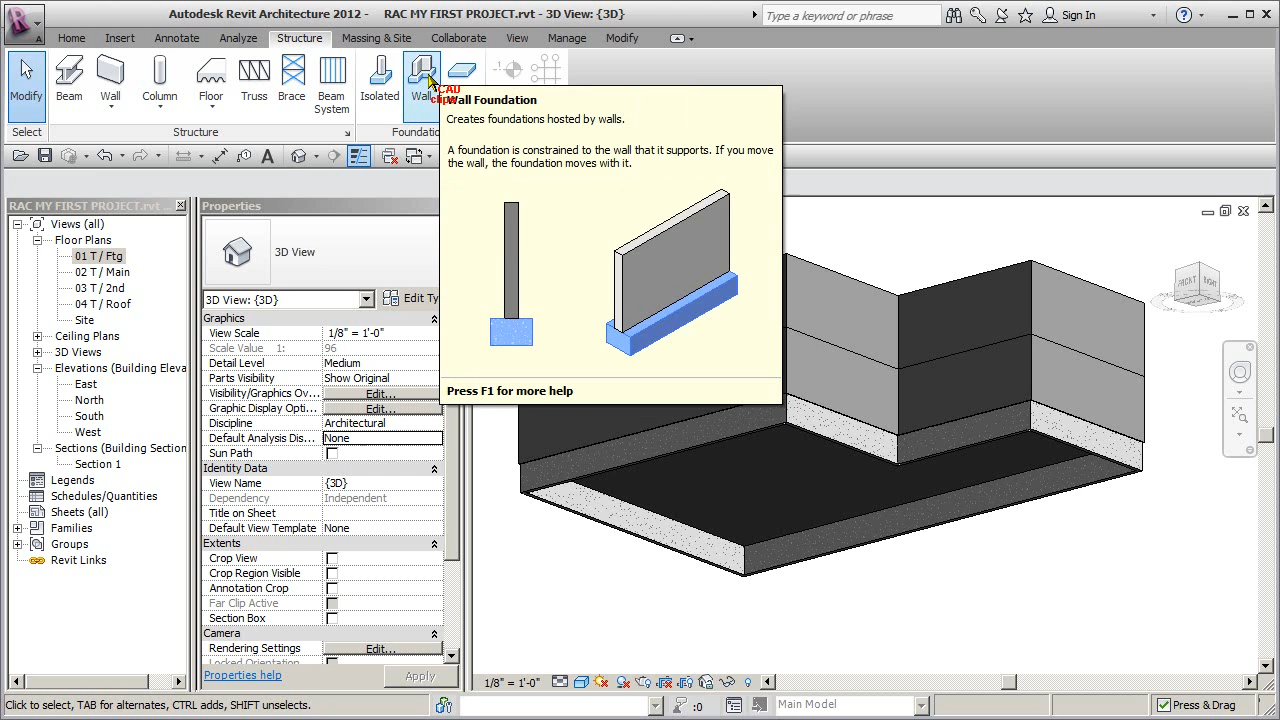 Autodesk Revit Architecture 2012 - RAC MY FIRST PROJECT.rvt - 3D View: {3D}
Type a keyword or phrase
Sign In
Home Insert Annotate Analyze Structure Massing & Site Collaborate View Manage Modify
Modify Beam Wall Column Floor Truss Brace Beam System Isolated Wall
Select Structure Foundatio
CAD
clips
Wall Foundation
Creates foundations hosted by walls.
A foundation is constrained to the wall that it supports. If you move
the wall, the foundation moves with it.
Press F1 for more help
RAC MY FIRST PROJECT.rvt ...
Views (all)
Floor Plans
01 T / Ftg
02 T / Main
03 T / 2nd
04 T / Roof
Site
Ceiling Plans
3D Views
Elevations (Building Eleva
East
North
South
West
Sections (Building Section
Section 1
Legends
Schedules/Quantities
Sheets (all)
Families
Groups
Revit Links
Properties
3D View
3D View: {3D} Edit Ty
Graphics
View Scale 1/8" = 1'-0"
Scale Value 1: 96
Detail Level Medium
Parts Visibility Show Original
Visibility/Graphics Ov... Edit...
Graphic Display Opti... Edit...
Discipline Architectural
Default Analysis Dis... None
Sun Path
Identity Data
View Name {3D}
Dependency Independent
Title on Sheet
Default View Template None
Extents
Crop View
Crop Region Visible
Annotation Crop
Far Clip Active
Section Box
Camera
Rendering Settings Edit...
Locked Orientation
Properties help Apply
FRONT RIGHT
1/8" = 1'-0"
Click to select, TAB for alternates, CTRL adds, SHIFT unselects.
:0
Main Model
Press & Drag